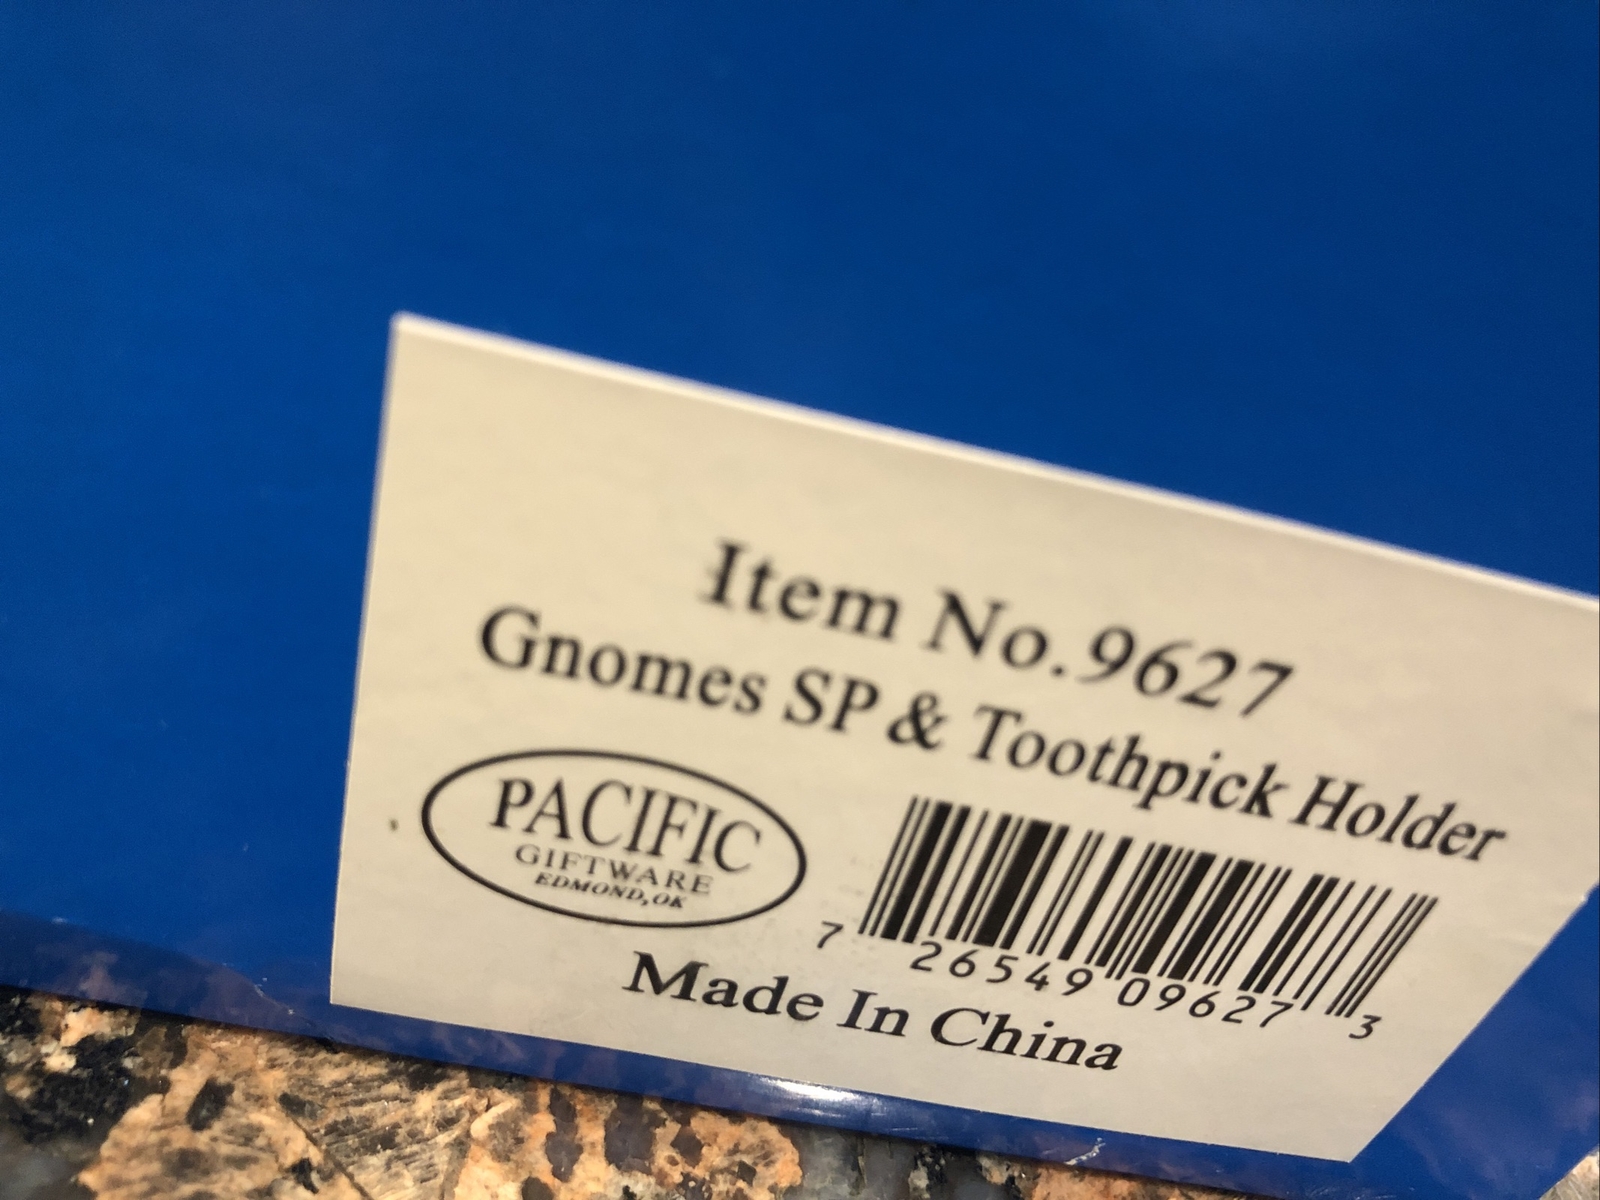 Item No.9627
Gnomes SP & Toothpick Holder
PACIFIC
GIFTWARE
EDMOND,OK
7 26549 09627 3
Made In China